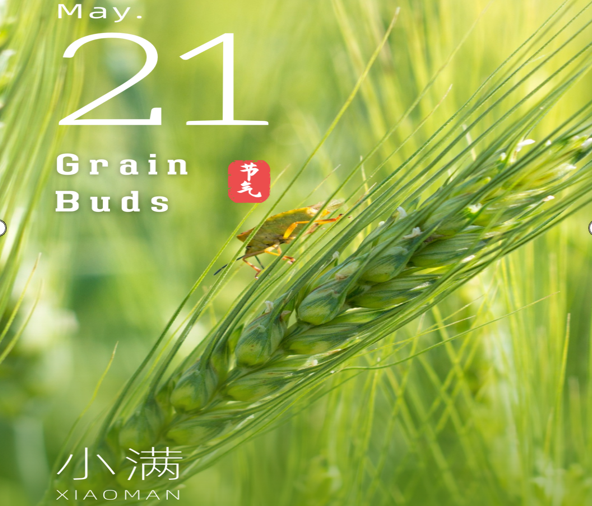 May.
21
Grain
Buds
节
气
小满
XIAOMAN